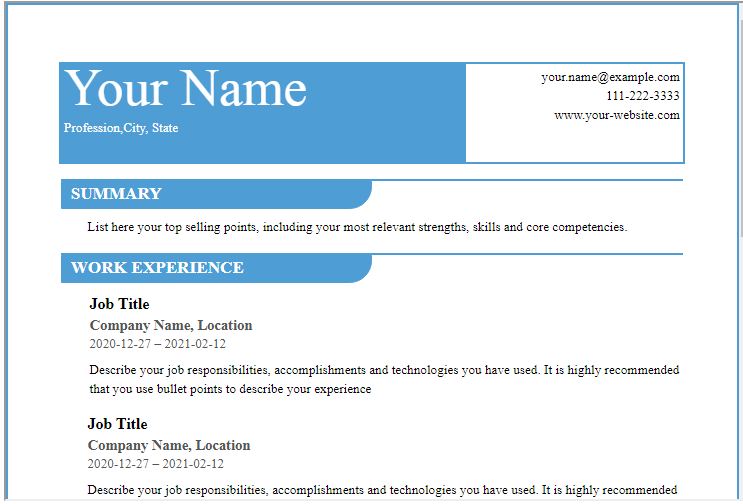 Your Name
Profession,City, State
your.name@example.com
111-222-3333
www.your-website.com
SUMMARY
List here your top selling points, including your most relevant strengths, skills and core competencies.
WORK EXPERIENCE
Job Title
Company Name, Location
2020-12-27 – 2021-02-12
Describe your job responsibilities, accomplishments and technologies you have used. It is highly recommended
that you use bullet points to describe your experience
Job Title
Company Name, Location
2020-12-27 – 2021-02-12
Describe your job responsibilities, accomplishments and technologies you have used. It is highly recommended